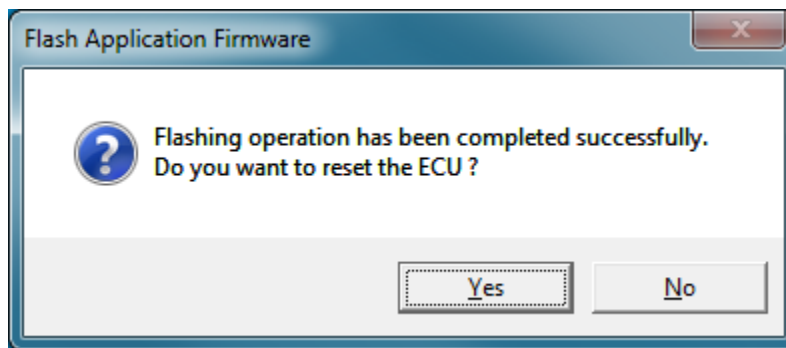 Flash Application Firmware
Flashing operation has been completed successfully.
Do you want to reset the ECU ?
Yes
No